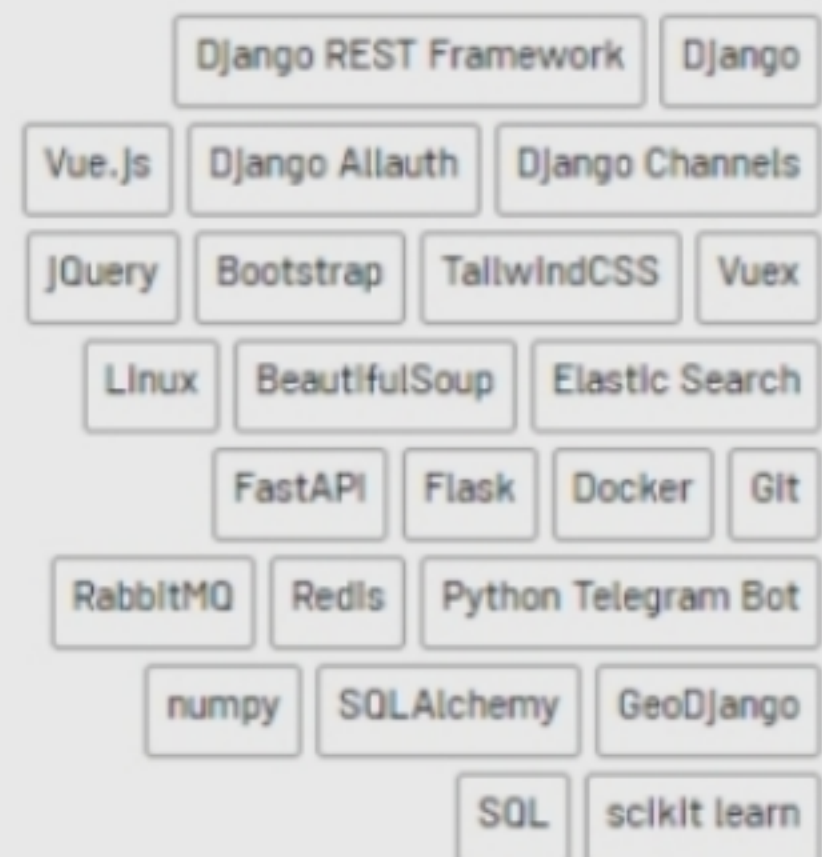 Django REST Framework Django
Vue.js Django Allauth Django Channels
JQuery Bootstrap TailwindCSS Vuex
Linux BeautifulSoup Elastic Search
FastAPI Flask Docker Git
RabbitMQ Redis Python Telegram Bot
numpy SQLAlchemy GeoDjango
SQL scikit learn